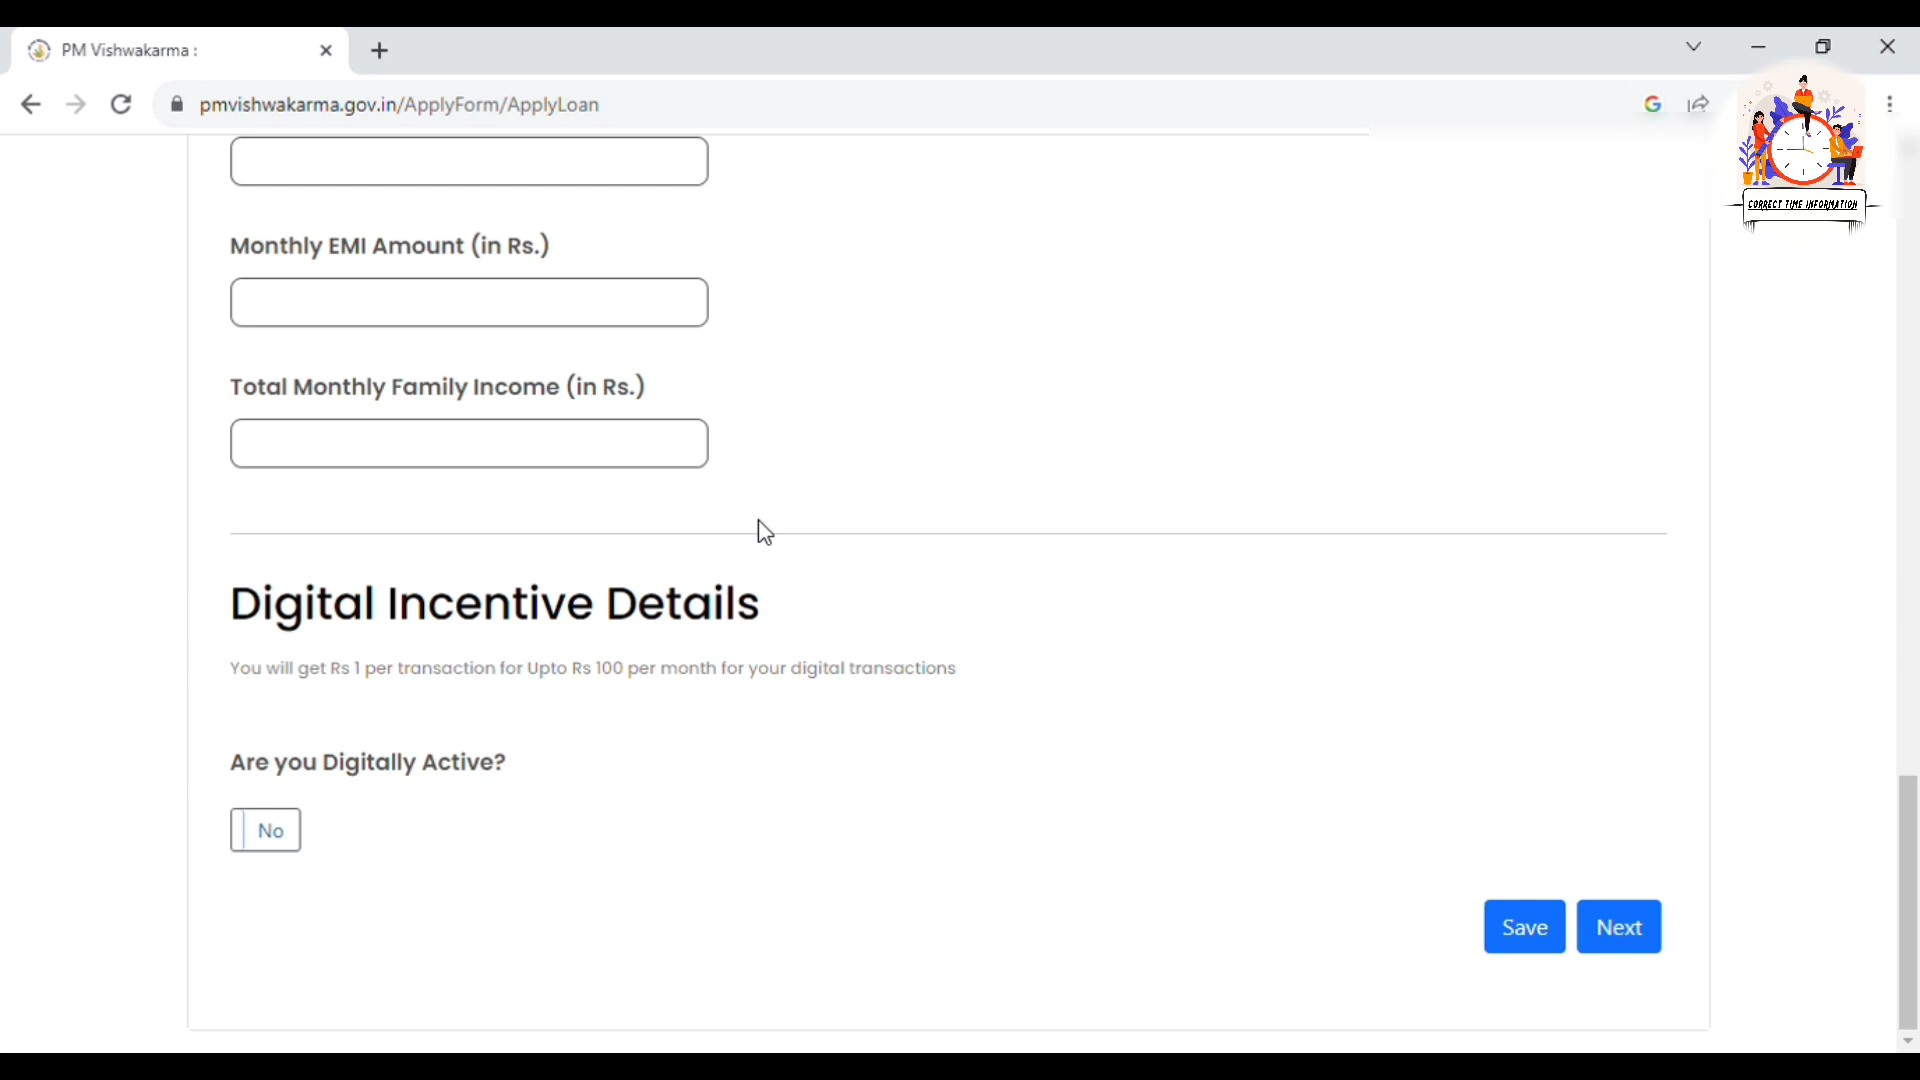 PM Vishwakarma :
pmvishwakarma.gov.in/ApplyForm/ApplyLoan
CORRECT TIME INFORMATION
Monthly EMI Amount (in Rs.)
Total Monthly Family Income (in Rs.)
Digital Incentive Details
You will get Rs 1 per transaction for Upto Rs 100 per month for your digital transactions
Are you Digitally Active?
No
Save Next